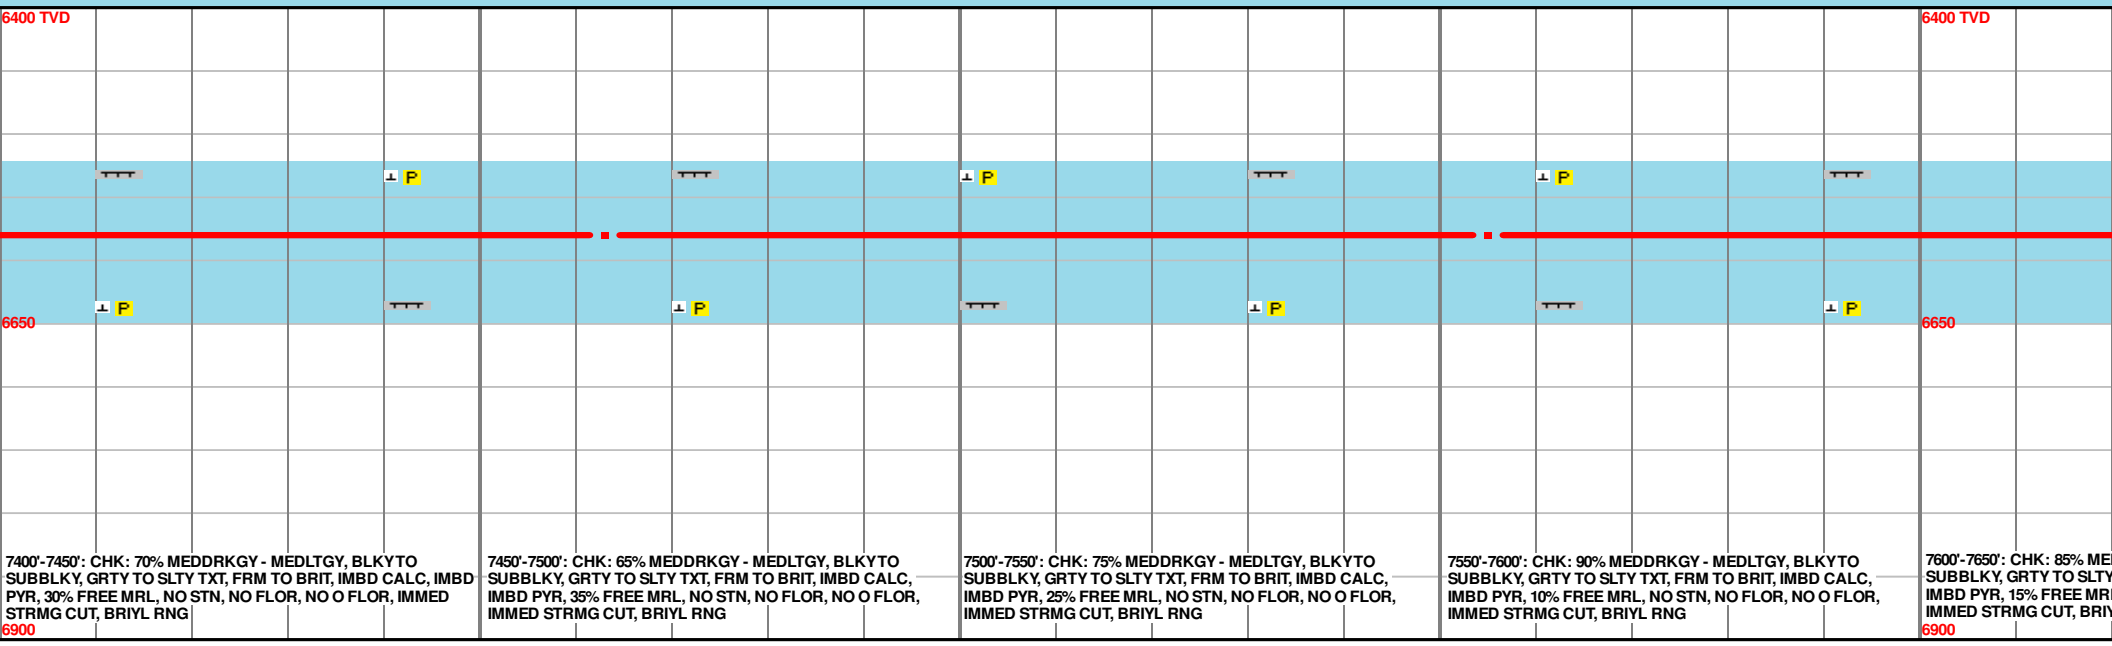 6400 TVD
6400 TVD
P
P
P
P
P
P
P
6650
6650
7400'-7450': CHK: 70% MEDDRKGY - MEDLTGY, BLKY TO
SUBBLKY, GRTY TO SLTY TXT, FRM TO BRIT, IMBD CALC, IMBD
PYR, 30% FREE MRL, NO STN, NO FLOR, NO O FLOR, IMMED
STRMG CUT, BRIYL RNG
7450'-7500': CHK: 65% MEDDRKGY - MEDLTGY, BLKY TO
SUBBLKY, GRTY TO SLTY TXT, FRM TO BRIT, IMBD CALC,
IMBD PYR, 35% FREE MRL, NO STN, NO FLOR, NO O FLOR,
IMMED STRMG CUT, BRIYL RNG
7500'-7550': CHK: 75% MEDDRKGY - MEDLTGY, BLKY TO
SUBBLKY, GRTY TO SLTY TXT, FRM TO BRIT, IMBD CALC,
IMBD PYR, 25% FREE MRL, NO STN, NO FLOR, NO O FLOR,
IMMED STRMG CUT, BRIYL RNG
7550'-7600': CHK: 90% MEDDRKGY - MEDLTGY, BLKY TO
SUBBLKY, GRTY TO SLTY TXT, FRM TO BRIT, IMBD CALC,
IMBD PYR, 10% FREE MRL, NO STN, NO FLOR, NO O FLOR,
IMMED STRMG CUT, BRIYL RNG
7600'-7650': CHK: 85% ME
SUBBLKY, GRTY TO SLTY
IMBD PYR, 15% FREE MR
IMMED STRMG CUT, BRIY
6900
6900